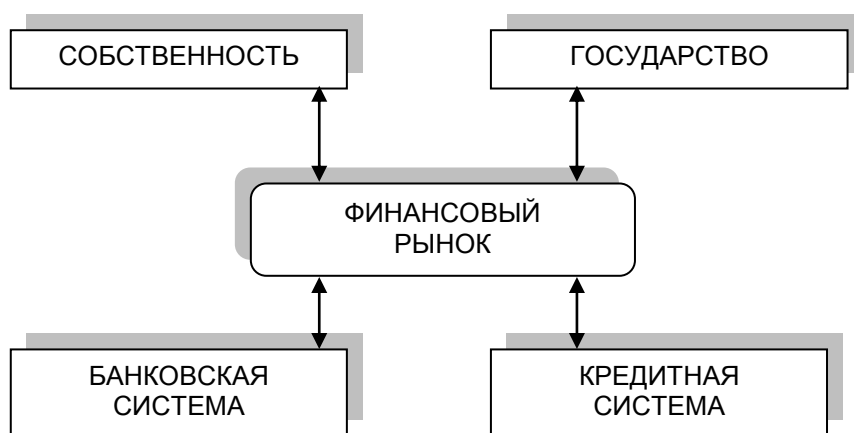 СОБСТВЕННОСТЬ
ГОСУДАРСТВО
ФИНАНСОВЫЙ
РЫНОК
БАНКОВСКАЯ
СИСТЕМА
КРЕДИТНАЯ
СИСТЕМА